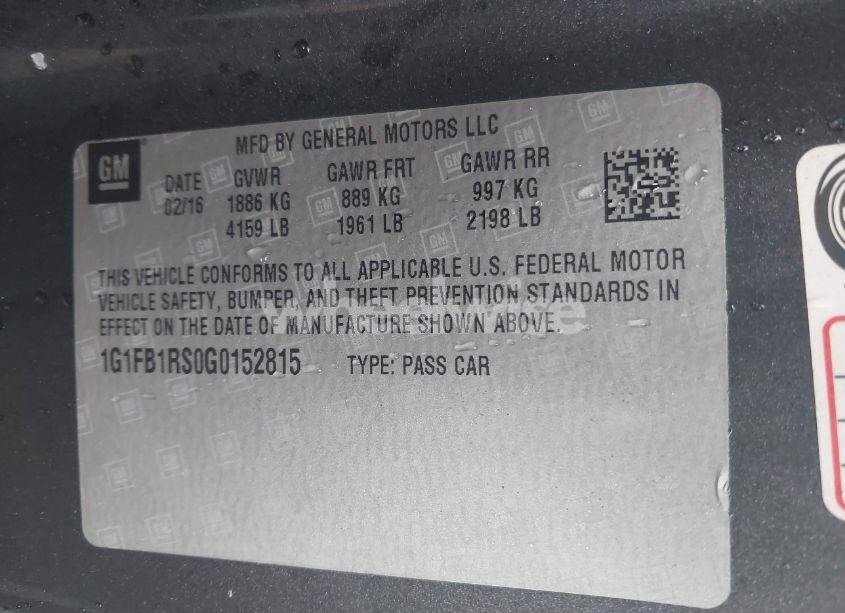 MFD BY GENERAL MOTORS LLC
GM
DATE GVWR GAWR FRT GAWR RR
02/16 1886 KG 889 KG 997 KG
4159 LB 1961 LB 2198 LB
THIS VEHICLE CONFORMS TO ALL APPLICABLE U.S. FEDERAL MOTOR
VEHICLE SAFETY, BUMPER, AND THEFT PREVENTION STANDARDS IN
EFFECT ON THE DATE OF MANUFACTURE SHOWN ABOVE.
1G1FB1RS0G0152815 TYPE: PASS CAR